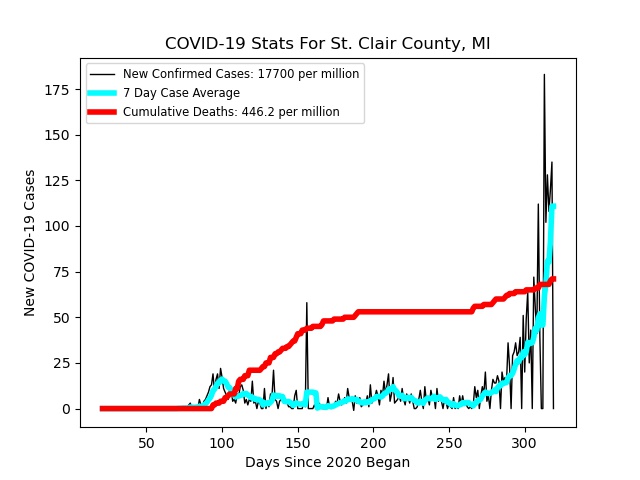 COVID-19 Stats For St. Clair County, MI
New Confirmed Cases: 17700 per million
7 Day Case Average
Cumulative Deaths: 446.2 per million
New COVID-19 Cases
175
150
125
100
75
50
25
0
50 100 150 200 250 300
Days Since 2020 Began